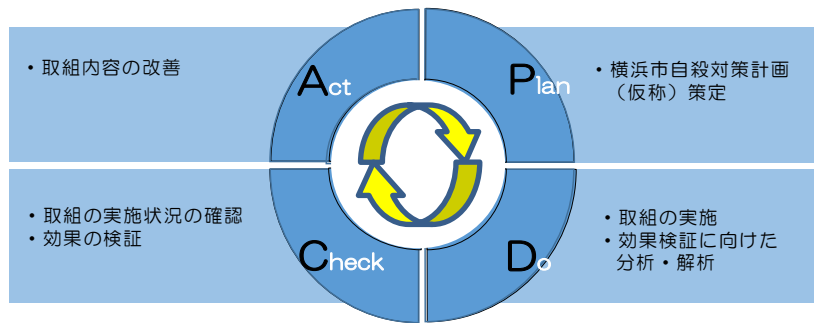 ・取組内容の改善
Act
Plan
・横浜市自殺対策計画
（仮称）策定
・取組の実施状況の確認
・効果の検証
Check
Do
・取組の実施
・効果検証に向けた
分析・解析